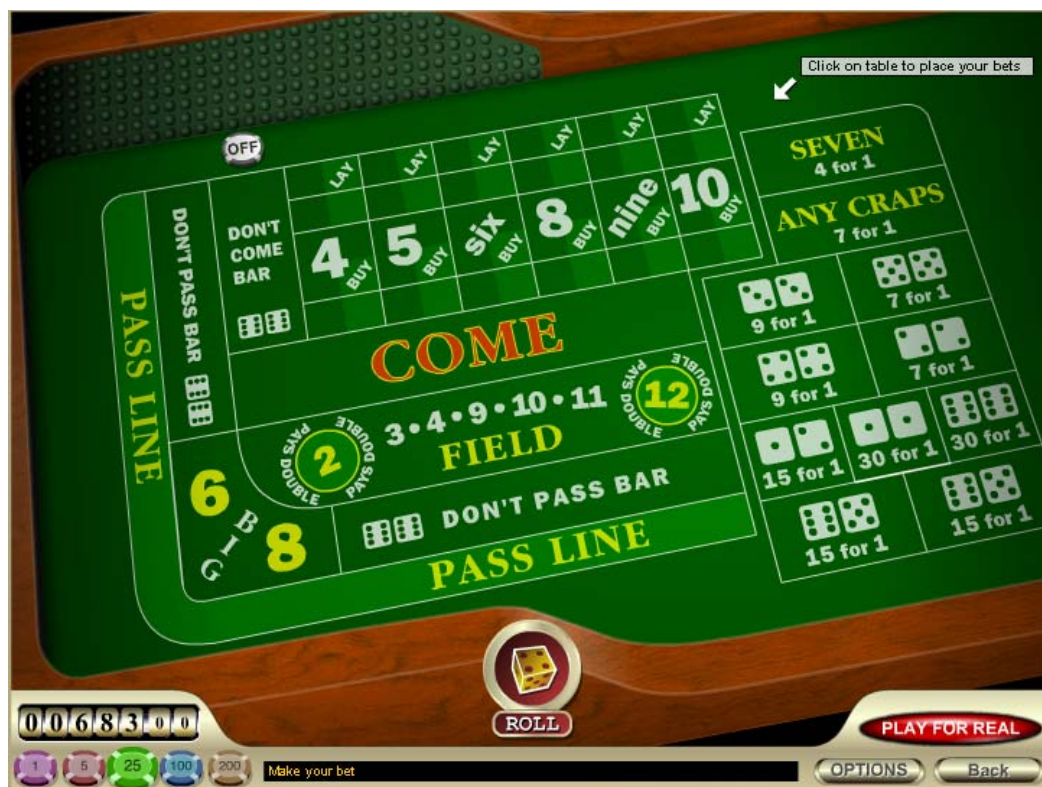 Click on table to place your bets
OFF
LAY LAY LAY LAY LAY LAY
SEVEN
4 for 1
ANY CRAPS
7 for 1
DON'T PASS BAR
DON'T
COME
BAR
4 5 six 8 nine 10
BUY BUY BUY BUY BUY BUY
PASS LINE
COME
9 for 1
7 for 1
9 for 1
7 for 1
15 for 1
30 for 1
30 for 1
15 for 1
15 for 1
PAYS DOUBLE
2
PAYS DOUBLE
3•4•9•10•11
FIELD
PAYS DOUBLE
12
PAYS DOUBLE
6
BIG
8
DON'T PASS BAR
PASS LINE
ROLL
0068300
PLAY FOR REAL
1 5 25 100 200
Make your bet
OPTIONS
Back